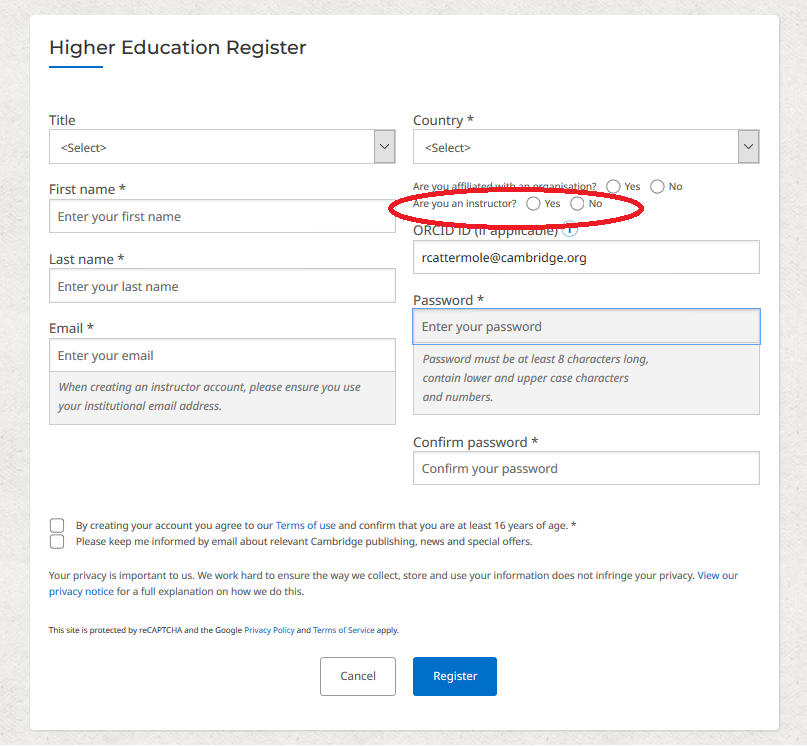 Higher Education Register
Title
<Select>
First name *
Enter your first name
Last name *
Enter your last name
Email *
Enter your email
When creating an instructor account, please ensure you use
your institutional email address.
Country *
<Select>
Are you affiliated with an organisation? Yes No
Are you an instructor? Yes No
ORCID iD (if applicable) i
rcattermole@cambridge.org
Password *
Enter your password
Password must be at least 8 characters long,
contain lower and upper case characters
and numbers.
Confirm password *
Confirm your password
By creating your account you agree to our Terms of use and confirm that you are at least 16 years of age. *
Please keep me informed by email about relevant Cambridge publishing, news and special offers.
Your privacy is important to us. We work hard to ensure the way we collect, store and use your information does not infringe your privacy. View our
privacy notice for a full explanation on how we do this.
This site is protected by reCAPTCHA and the Google Privacy Policy and Terms of Service apply.
Cancel
Register